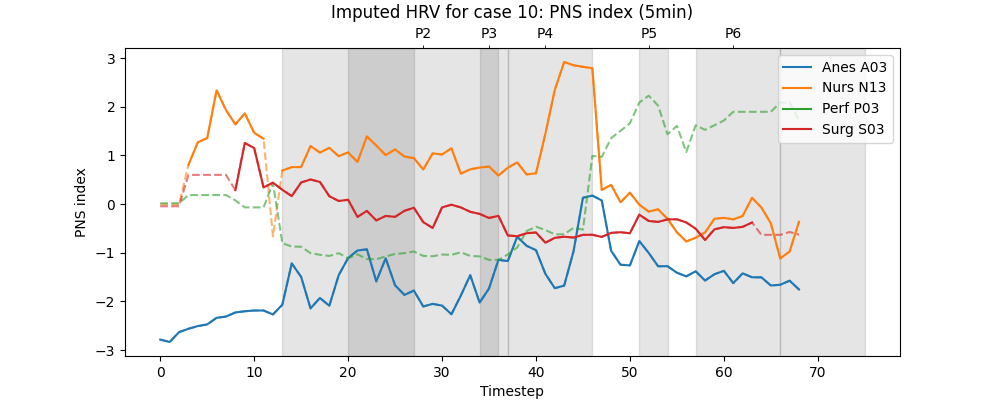 Imputed HRV for case 10: PNS index (5min)
P2 P3 P4 P5 P6
Anes A03
Nurs N13
Perf P03
Surg S03
PNS index
3
2
1
0
−1
−2
−3
0 10 20 30 40 50 60 70
Timestep